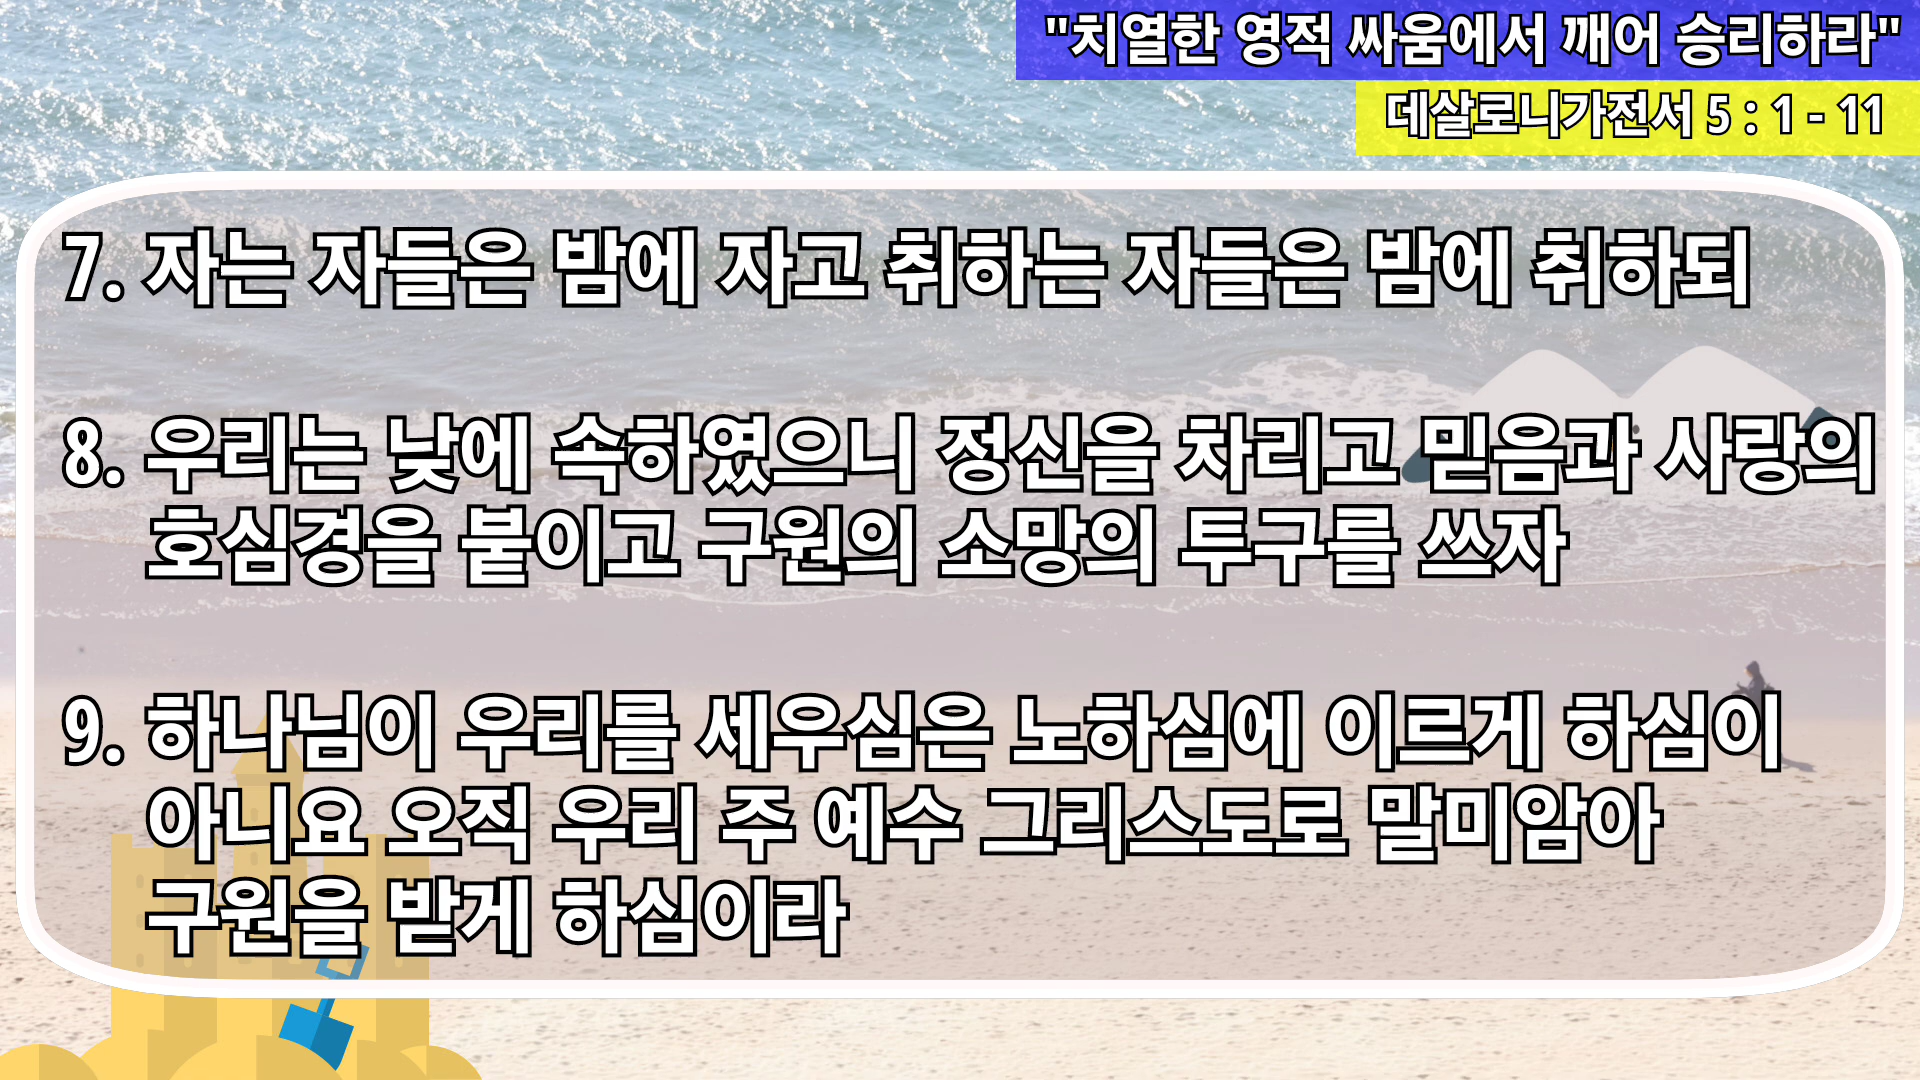 "치열한 영적 싸움에서 깨어 승리하라"
데살로니가전서 5 : 1 - 11
7. 자는 자들은 밤에 자고 취하는 자들은 밤에 취하되
8. 우리는 낮에 속하였으니 정신을 차리고 믿음과 사랑의
호심경을 붙이고 구원의 소망의 투구를 쓰자
9. 하나님이 우리를 세우심은 노하심에 이르게 하심이
아니요 오직 우리 주 예수 그리스도로 말미암아
구원을 받게 하심이라